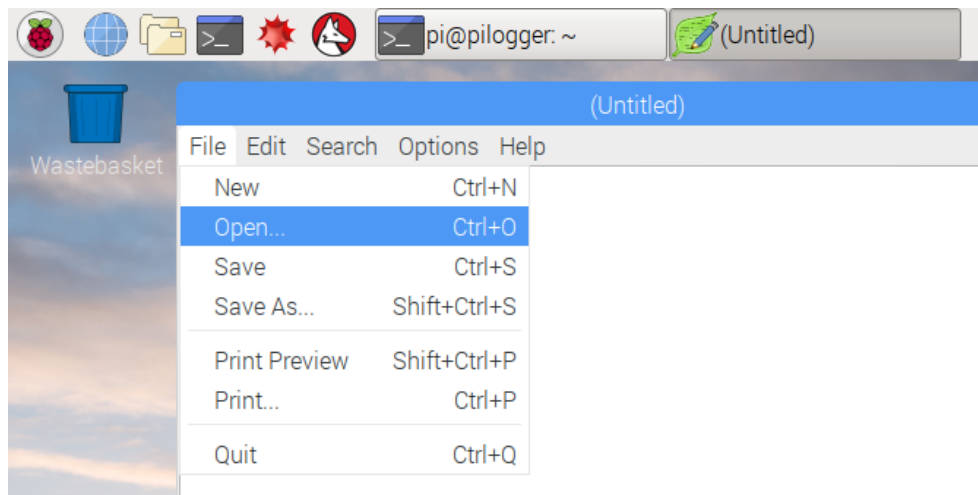 pi@pilogger: ~ (Untitled)
(Untitled)
Wastebasket
File Edit Search Options Help
New Ctrl+N
Open... Ctrl+O
Save Ctrl+S
Save As... Shift+Ctrl+S
Print Preview Shift+Ctrl+P
Print... Ctrl+P
Quit Ctrl+Q